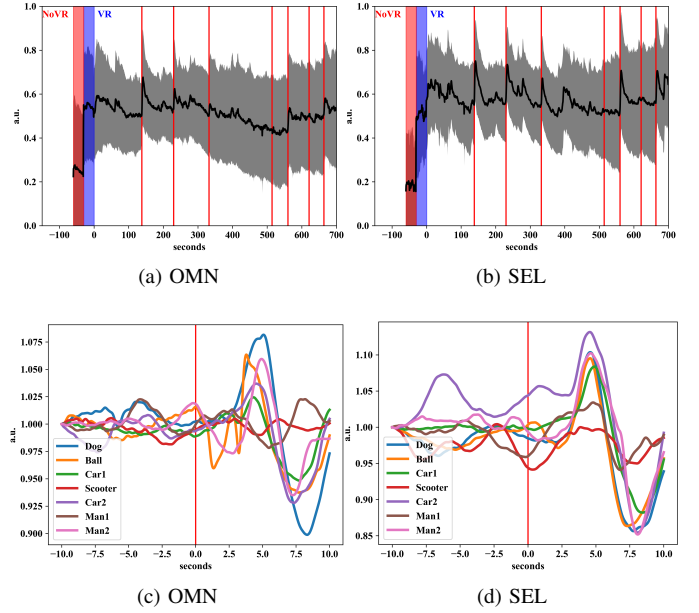 NoVR VR
1.0
0.8
0.6
0.4
0.2
0.0
a.u.
−100 0 100 200 300 400 500 600 700
seconds
(a) OMN
NoVR VR
1.0
0.8
0.6
0.4
0.2
0.0
a.u.
−100 0 100 200 300 400 500 600 700
seconds
(b) SEL
1.075
1.050
1.025
1.000
0.975
0.950
0.925
0.900
a.u.
Dog
Ball
Car1
Scooter
Car2
Man1
Man2
−10.0 −7.5 −5.0 −2.5 0.0 2.5 5.0 7.5 10.0
seconds
(c) OMN
1.10
1.05
1.00
0.95
0.90
0.85
a.u.
Dog
Ball
Car1
Scooter
Car2
Man1
Man2
−10.0 −7.5 −5.0 −2.5 0.0 2.5 5.0 7.5 10.0
seconds
(d) SEL